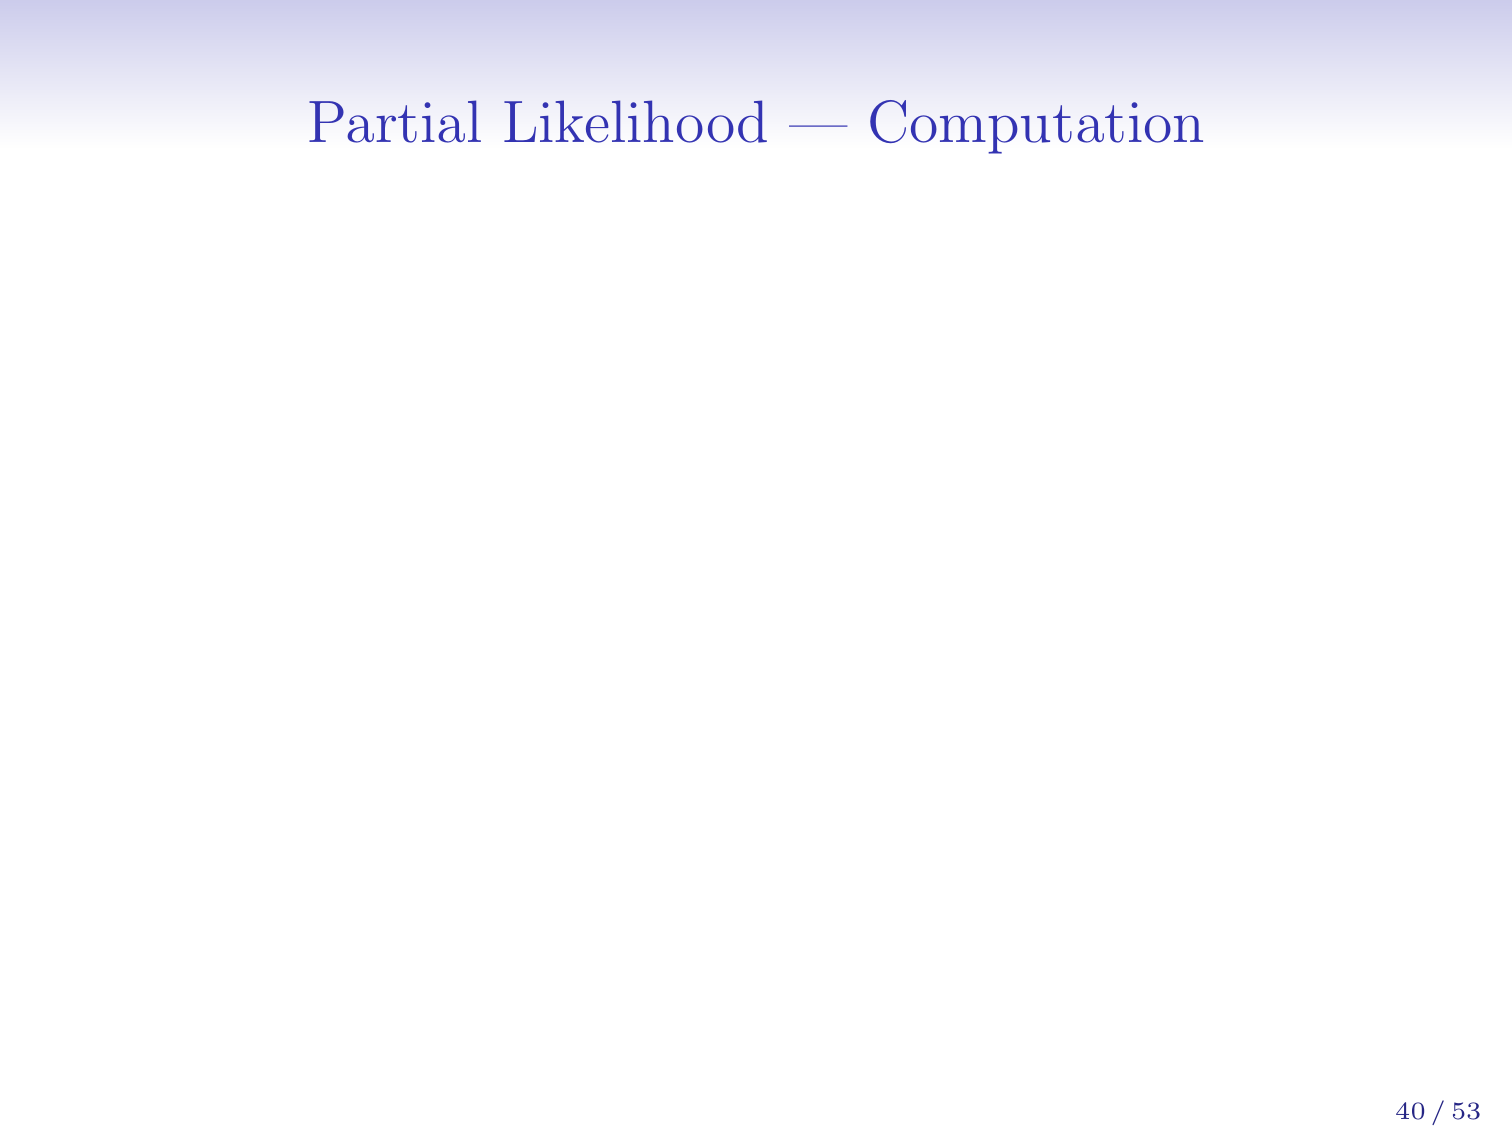 Partial Likelihood — Computation
40 / 53